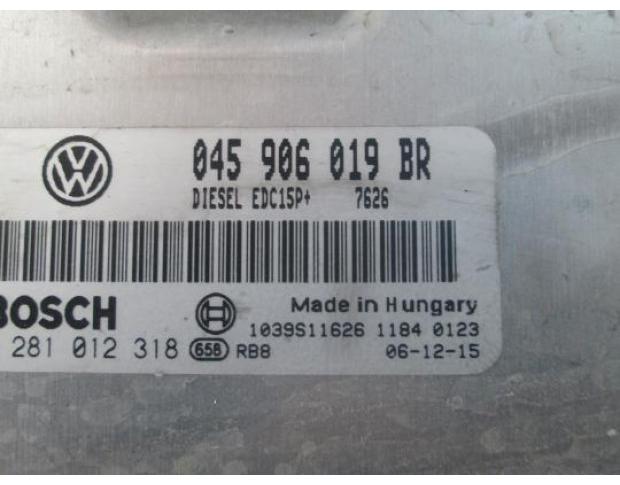 045 906 019 BR
DIESEL EDC15P+ 7626
BOSCH
Made in Hungary
1039S11626 1184 0123
281 012 318 658 RB8 06-12-15